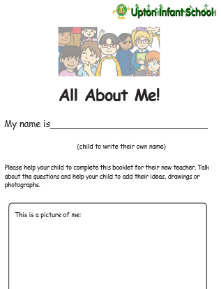 Upton Infant School
All About Me!
My name is
(child to write their own name)
Please help your child to complete this booklet for their new teacher. Talk
about the questions and help your child to add their ideas, drawings or
photographs.
This is a picture of me: